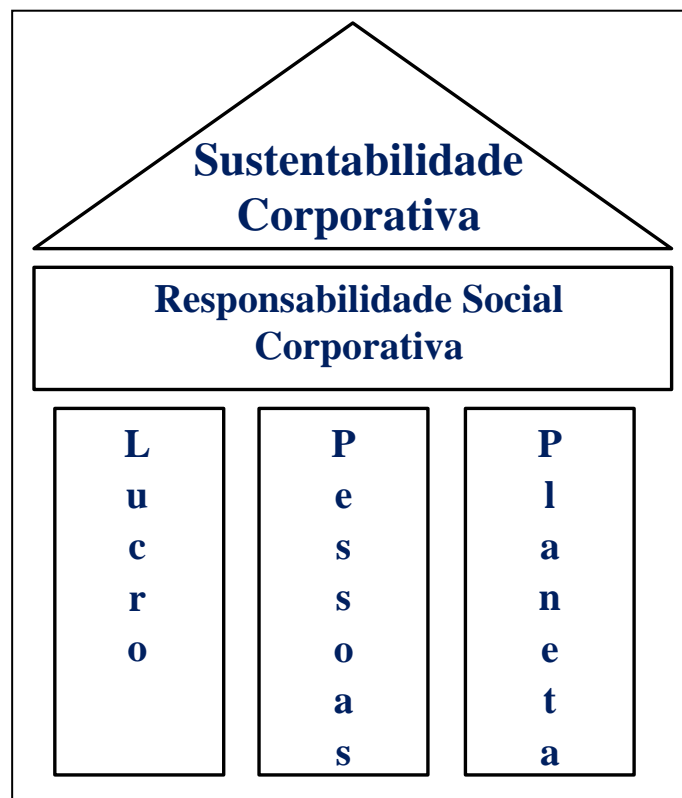 Sustentabilidade
Corporativa
Responsabilidade Social
Corporativa
Lucro
Pessoas
Planeta